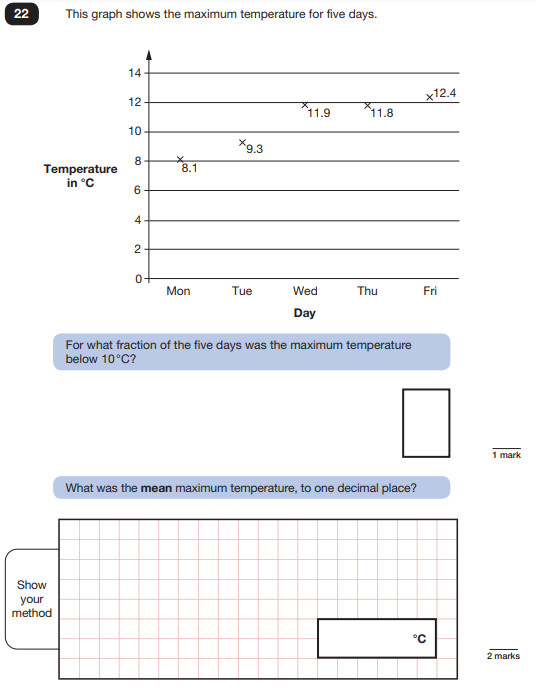 22
This graph shows the maximum temperature for five days.
14
12
10
8
6
4
2
0
Temperature
in °C
8.1
9.3
11.9
11.8
12.4
Mon Tue Wed Thu Fri
Day
For what fraction of the five days was the maximum temperature
below 10°C?
1 mark
What was the mean maximum temperature, to one decimal place?
Show
your
method
°C
2 marks